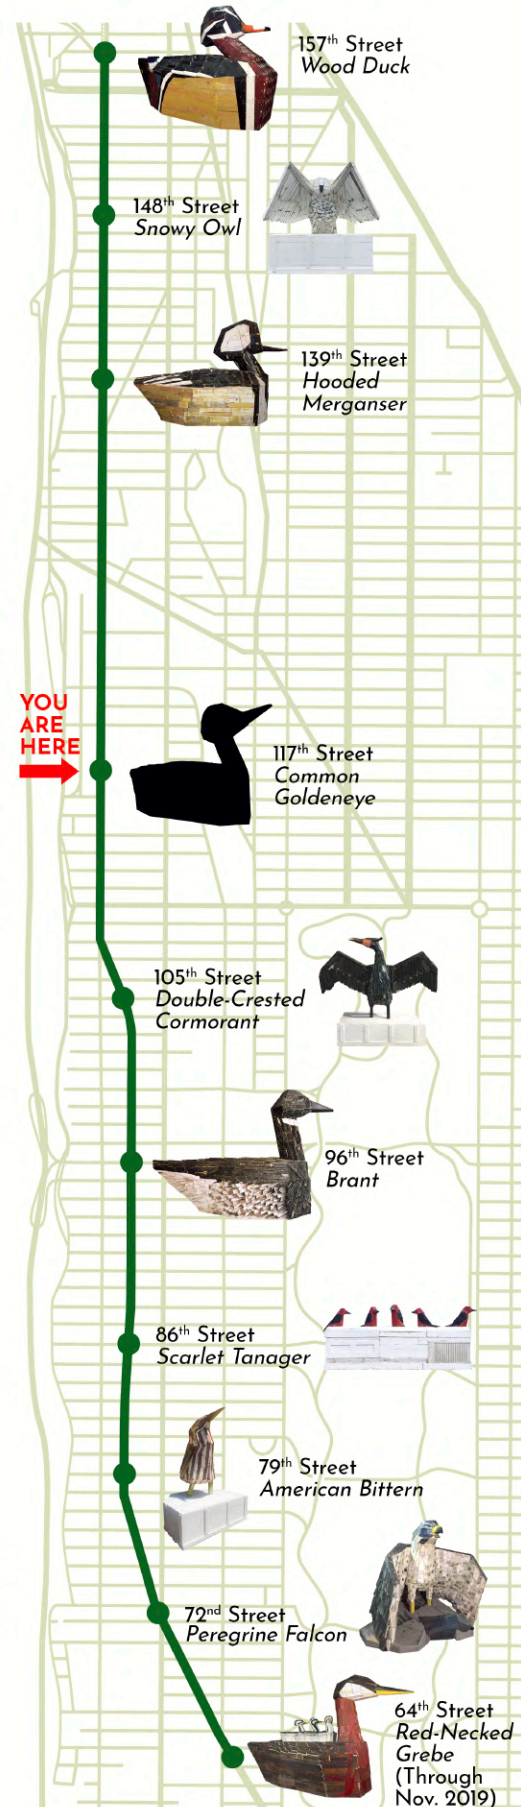 157th Street
Wood Duck
148th Street
Snowy Owl
139th Street
Hooded
Merganser
YOU
ARE
HERE
117th Street
Common
Goldeneye
105th Street
Double-Crested
Cormorant
96th Street
Brant
86th Street
Scarlet Tanager
79th Street
American Bittern
72nd Street
Peregrine Falcon
64th Street
Red-Necked
Grebe
(Through
Nov. 2019)